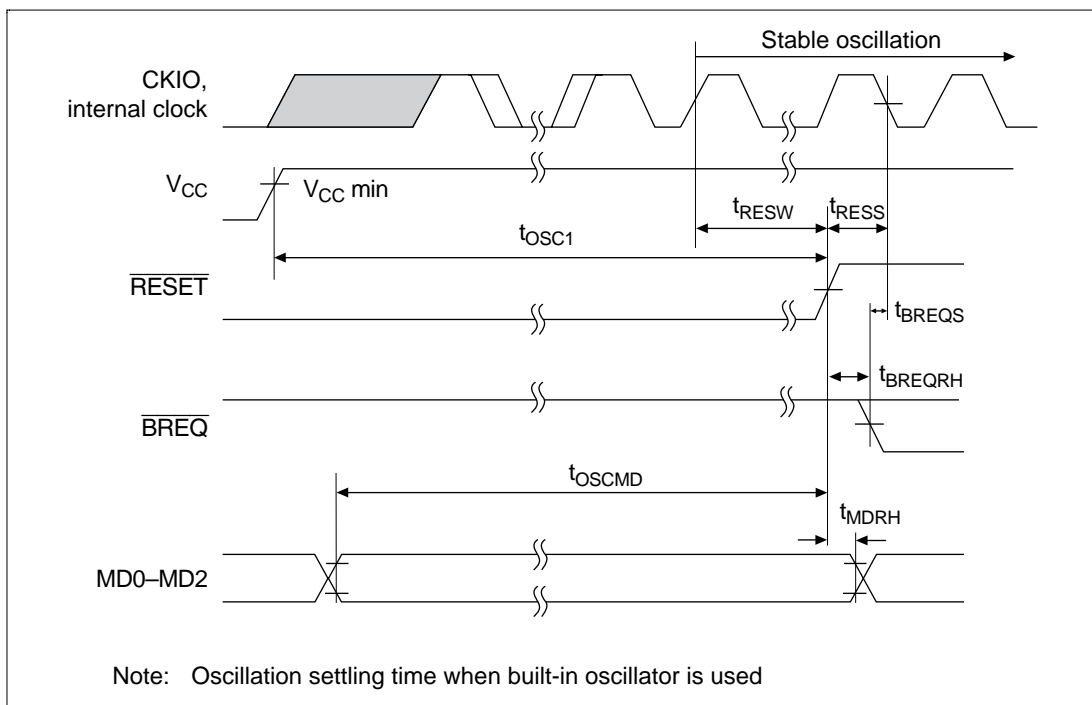 Stable oscillation
CKIO,
internal clock
VCC
VCC min
tRESW
tRESS
tOSC1
RESET
tBREQS
tBREQRH
BREQ
tOSCMD
tMDRH
MD0–MD2
Note: Oscillation settling time when built-in oscillator is used